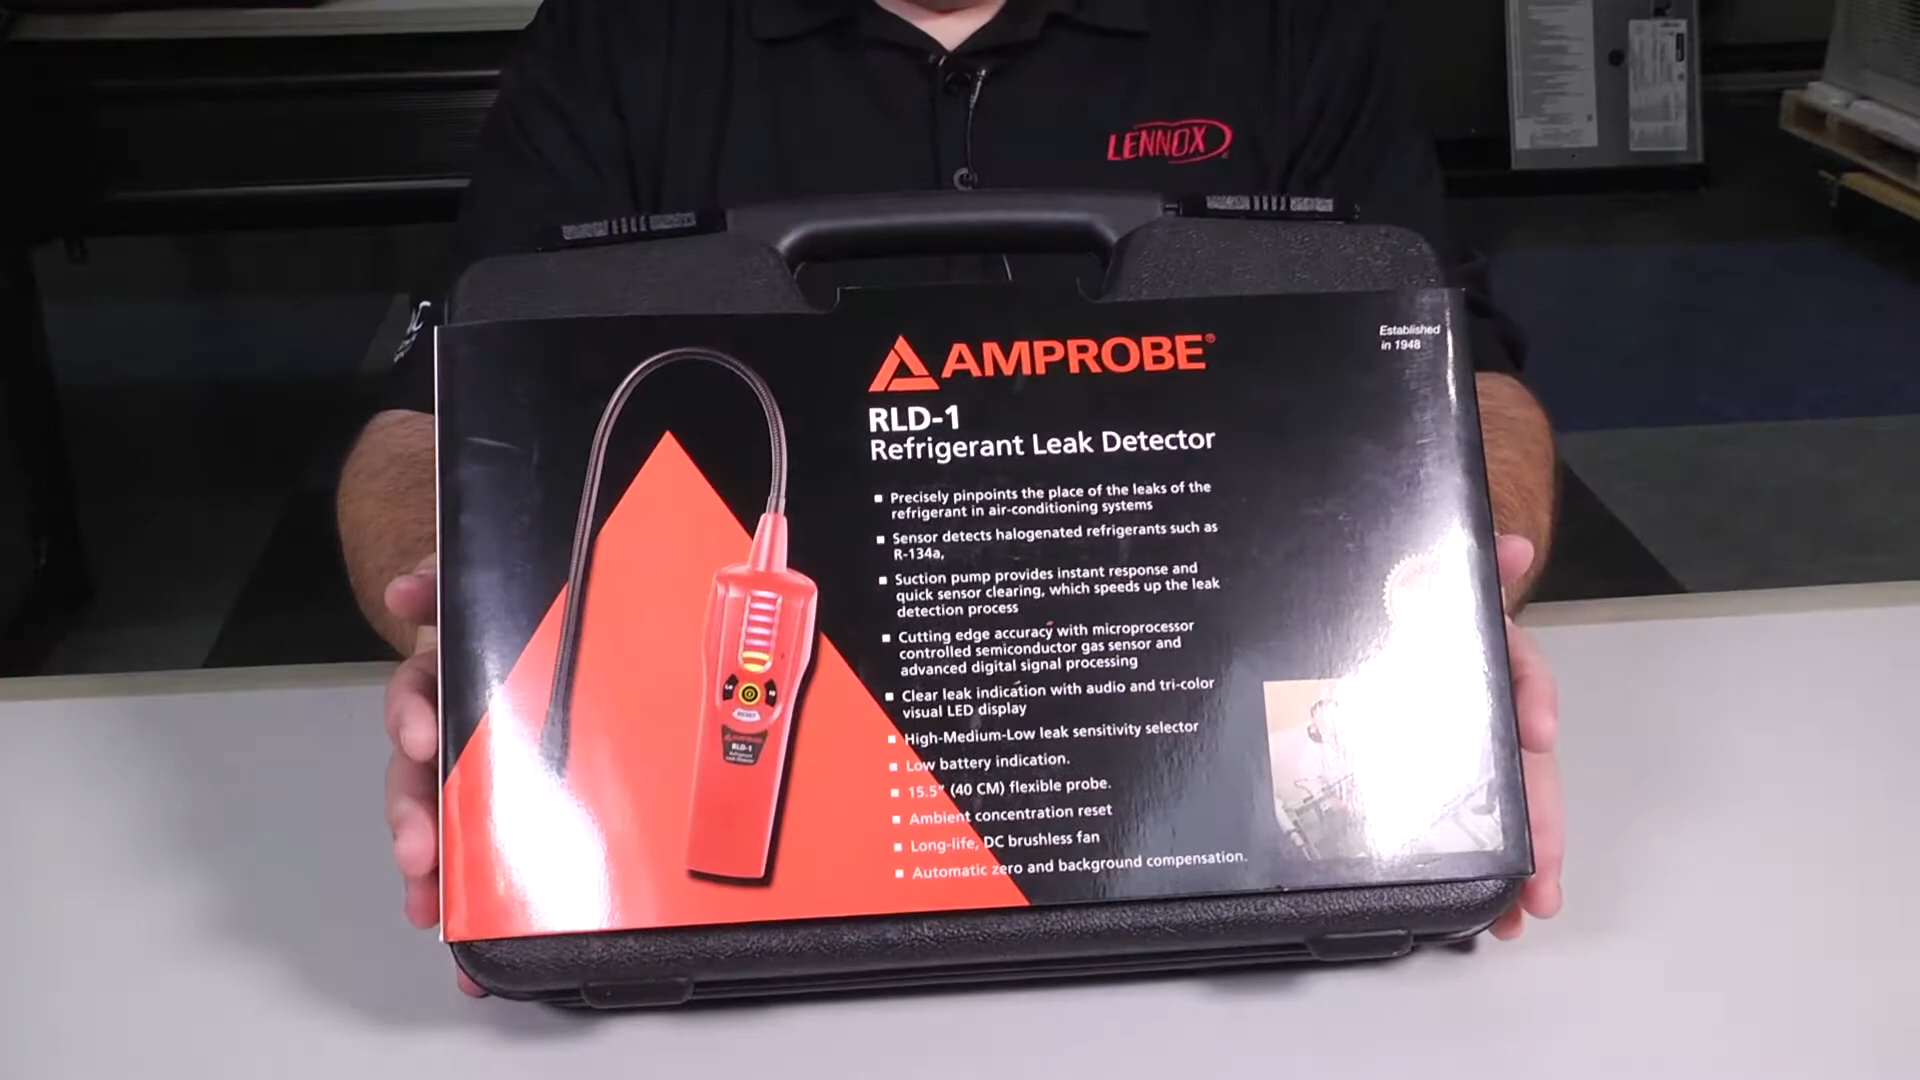 LENNOX
AMPROBE®
Established
in 1948
RLD-1
Refrigerant Leak Detector
Precisely pinpoints the place of the leaks of the
refrigerant in air-conditioning systems
Sensor detects halogenated refrigerants such as
R-134a,
Suction pump provides instant response and
quick sensor clearing, which speeds up the leak
detection process
Cutting edge accuracy with microprocessor
controlled semiconductor gas sensor and
advanced digital signal processing
Clear leak indication with audio and tri-color
visual LED display
High-Medium-Low leak sensitivity selector
Low battery indication.
15.5" (40 CM) flexible probe.
Ambient concentration reset
Long-life, DC brushless fan
Automatic zero and background compensation.
Lo
RESET
AMPROBE
RLD-1
Refrigerant
Leak Detector